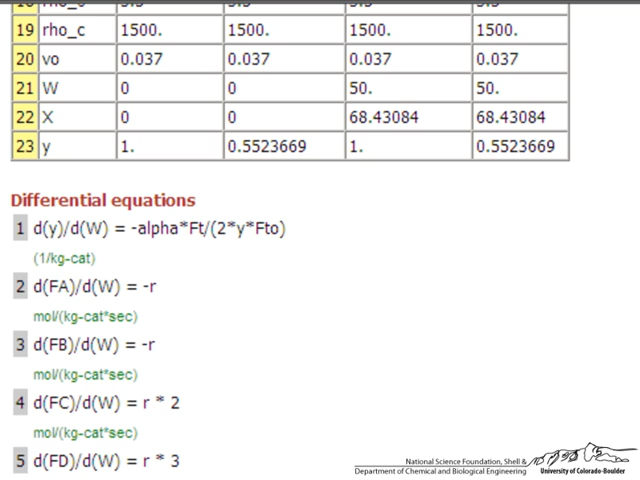 19 rho_c 1500. 1500. 1500. 1500.
20 vo 0.037 0.037 0.037 0.037
21 W 0 0 50. 50.
22 X 0 0 68.43084 68.43084
23 y 1. 0.5523669 1. 0.5523669
Differential equations
1 d(y)/d(W) = -alpha*Ft/(2*y*Fto)
(1/kg-cat)
2 d(FA)/d(W) = -r
mol/(kg-cat*sec)
3 d(FB)/d(W) = -r
mol/(kg-cat*sec)
4 d(FC)/d(W) = r * 2
mol/(kg-cat*sec)
5 d(FD)/d(W) = r * 3
National Science Foundation, Shell &
Department of Chemical and Biological Engineering
University of Colorado-Boulder